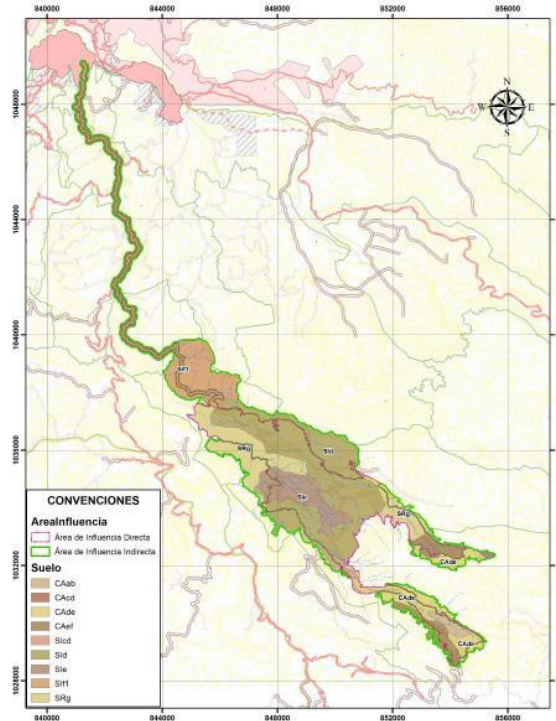 840000 844000 848000 852000 856000
N
W E
S
1048000
1044000
1040000
1036000
1032000
1028000
SIf1
SId
SRg
SIe
SRg
CAde
CAde
CAde
CONVENCIONES
AreaInfluencia
Área de Influencia Directa
Área de Influencia Indirecta
Suelo
CAab
CAcd
CAde
CAef
SIcd
SId
SIe
SIf1
SRg
840000 844000 848000 852000 856000